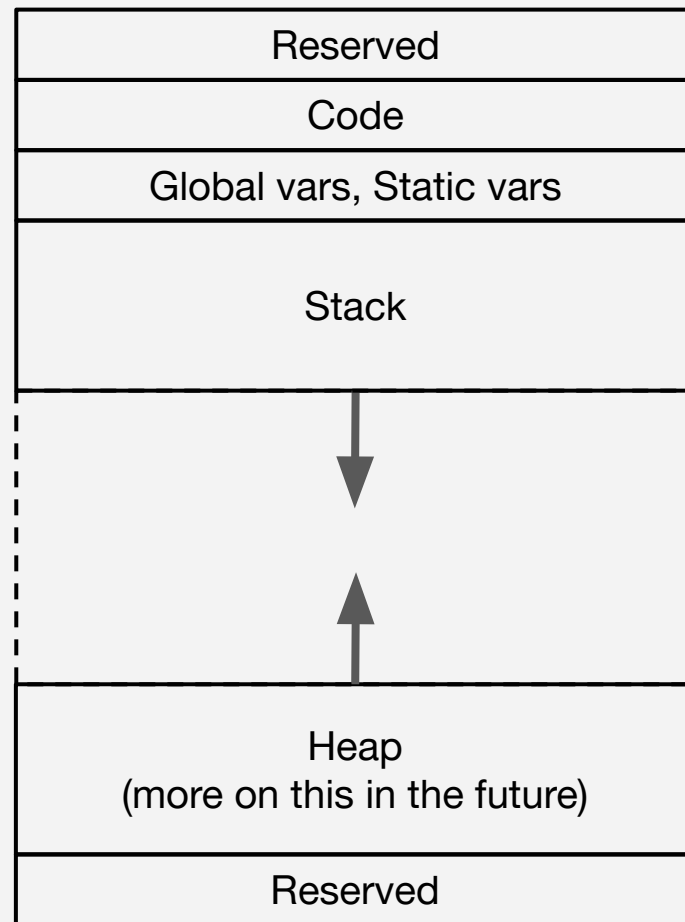 Reserved
Code
Global vars, Static vars
Stack
Heap
(more on this in the future)
Reserved